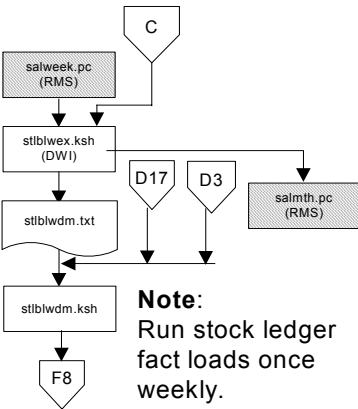 C
salweek.pc
(RMS)
stlblwex.ksh
(DWI)
D17
D3
salmth.pc
(RMS)
stlblwdm.txt
stlblwdm.ksh
Note:
Run stock ledger
fact loads once
weekly.
F8